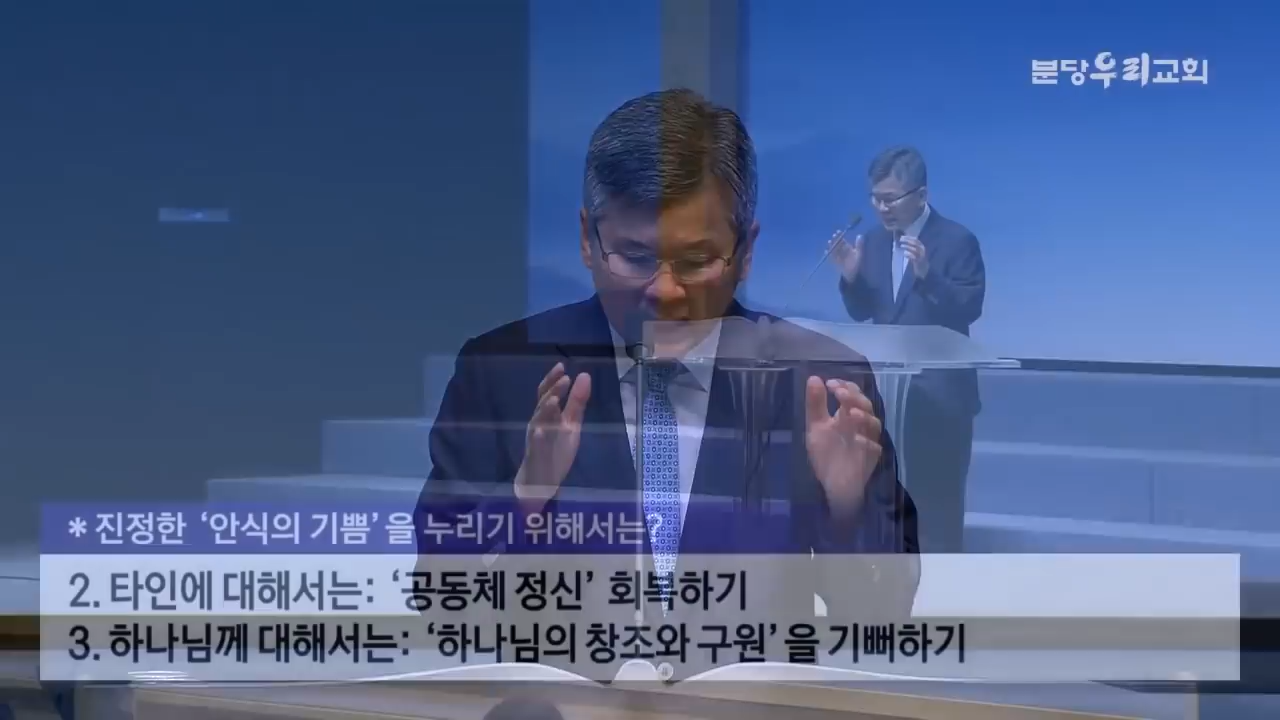 분당우리교회
* 진정한 ‘안식의 기쁨’을 누리기 위해서는
2. 타인에 대해서는: ‘공동체 정신’ 회복하기
3. 하나님께 대해서는: ‘하나님의 창조와 구원’을 기뻐하기